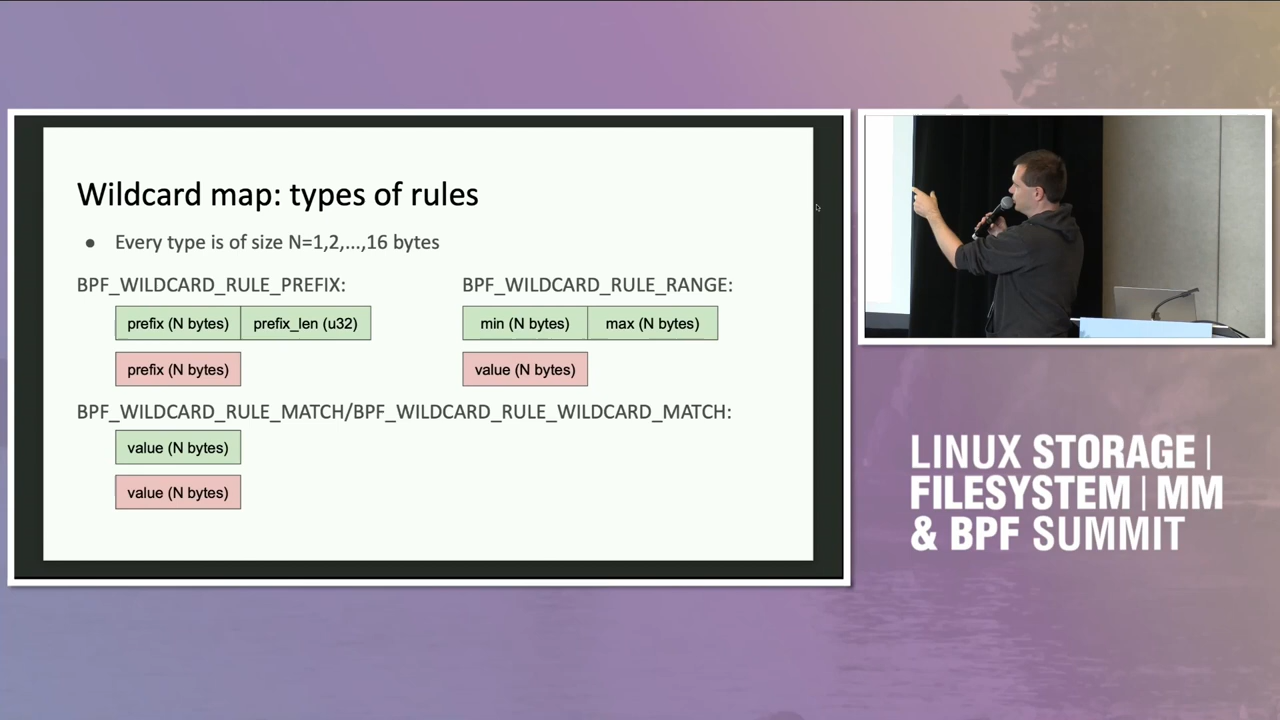 Wildcard map: types of rules
● Every type is of size N=1,2,...,16 bytes
BPF_WILDCARD_RULE_PREFIX:
prefix (N bytes) prefix_len (u32)
prefix (N bytes)
BPF_WILDCARD_RULE_RANGE:
min (N bytes) max (N bytes)
value (N bytes)
BPF_WILDCARD_RULE_MATCH/BPF_WILDCARD_RULE_WILDCARD_MATCH:
value (N bytes)
value (N bytes)
LINUX STORAGE|
FILESYSTEM|MM
& BPF SUMMIT